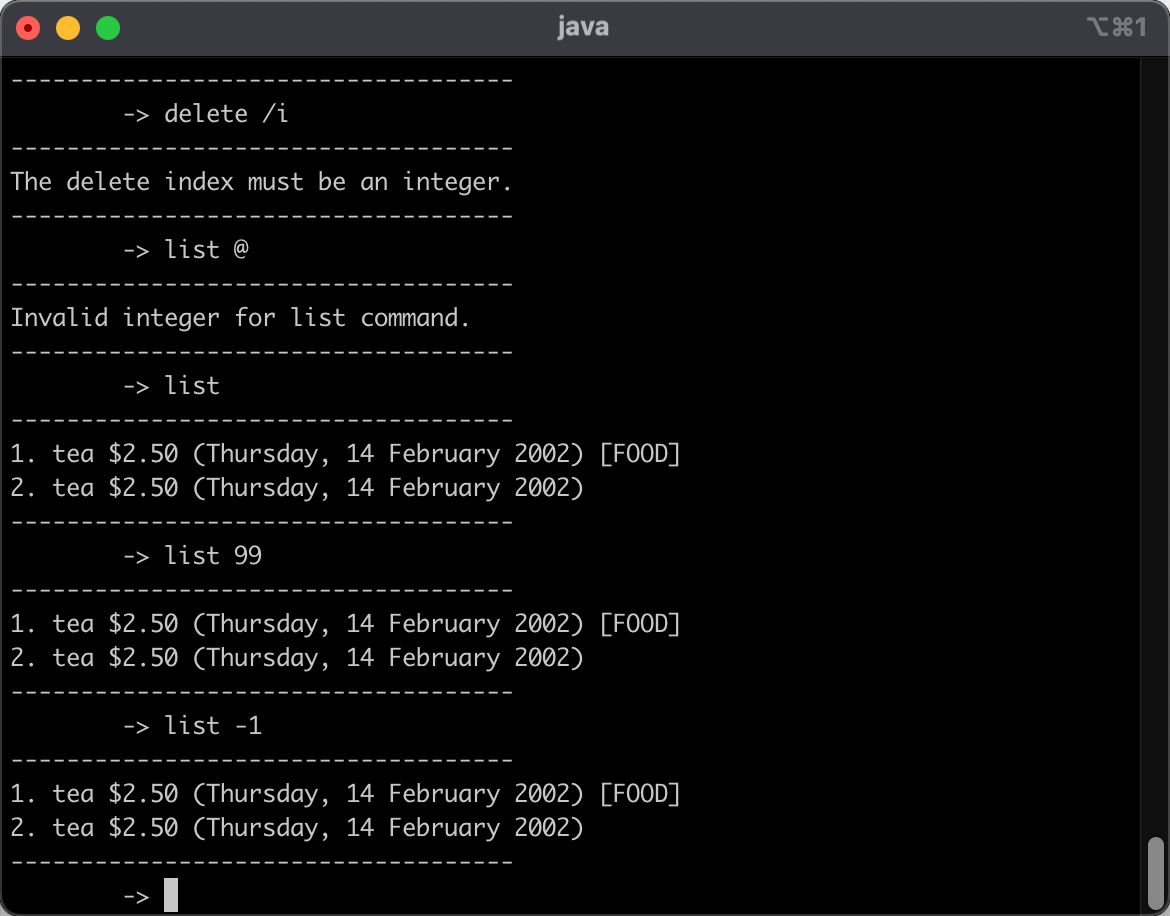 java
⌥⌘1
------------------------------------
-> delete /i
------------------------------------
The delete index must be an integer.
------------------------------------
-> list @
------------------------------------
Invalid integer for list command.
------------------------------------
-> list
------------------------------------
1. tea $2.50 (Thursday, 14 February 2002) [FOOD]
2. tea $2.50 (Thursday, 14 February 2002)
------------------------------------
-> list 99
------------------------------------
1. tea $2.50 (Thursday, 14 February 2002) [FOOD]
2. tea $2.50 (Thursday, 14 February 2002)
------------------------------------
-> list -1
------------------------------------
1. tea $2.50 (Thursday, 14 February 2002) [FOOD]
2. tea $2.50 (Thursday, 14 February 2002)
------------------------------------
->